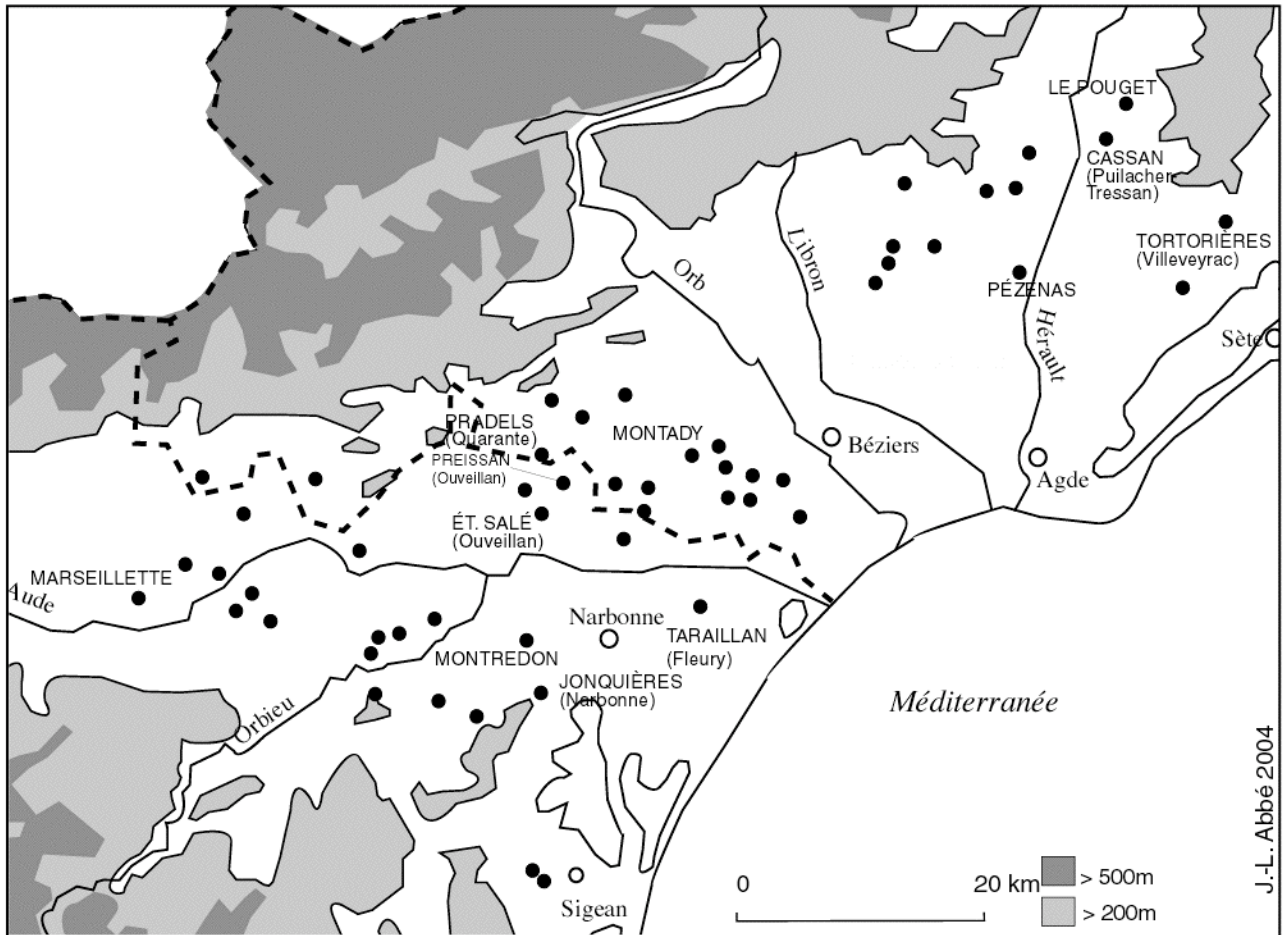 LE POUGET
CASSAN
(Puilacher-
Tressan)
TORTORIÈRES
(Villeveyrac)
Libron
Orb
PÉZENAS
Hérault
Sète
PRADELS
(Quarante)
MONTADY
Béziers
PREISSAN
(Ouveillan)
Agde
ÉT. SALÉ
(Ouveillan)
MARSEILLETTE
Aude
Narbonne
TARAILLAN
(Fleury)
MONTREDON
JONQUIÈRES
(Narbonne)
Orbieu
Méditerranée
J.-L. Abbé 2004
0 20 km
> 500m
> 200m
Sigean